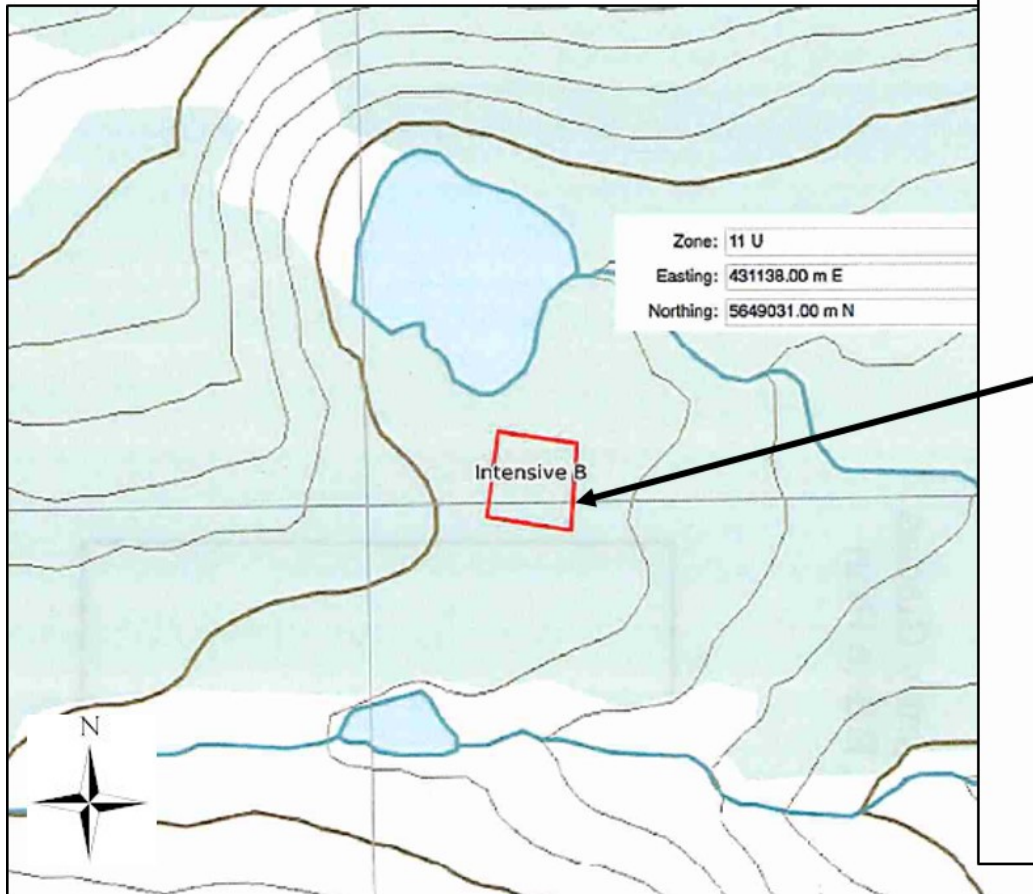 Zone: 11 U
Easting: 431138.00 m E
Northing: 5649031.00 m N
Intensive B
N